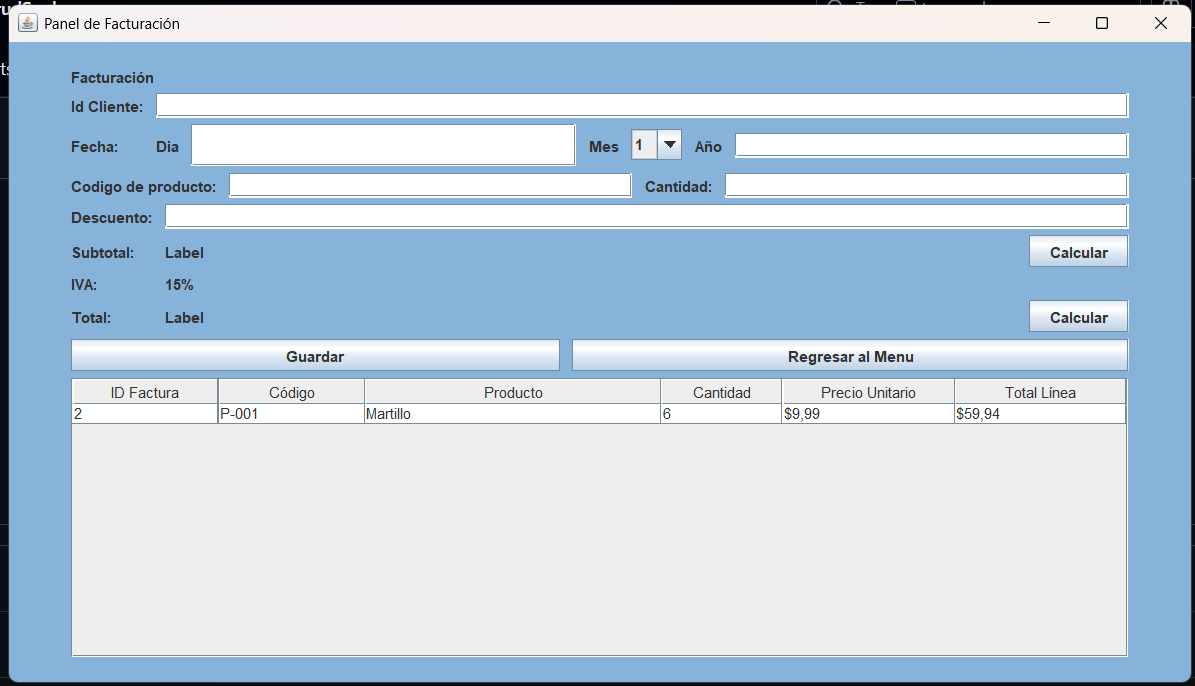 Panel de Facturación
Facturación
Id Cliente:
Fecha: Dia Mes 1 Año
Codigo de producto: Cantidad:
Descuento:
Subtotal: Label Calcular
IVA: 15%
Total: Label Calcular
Guardar Regresar al Menu
ID Factura Código Producto Cantidad Precio Unitario Total Línea
2 P-001 Martillo 6 $9,99 $59,94